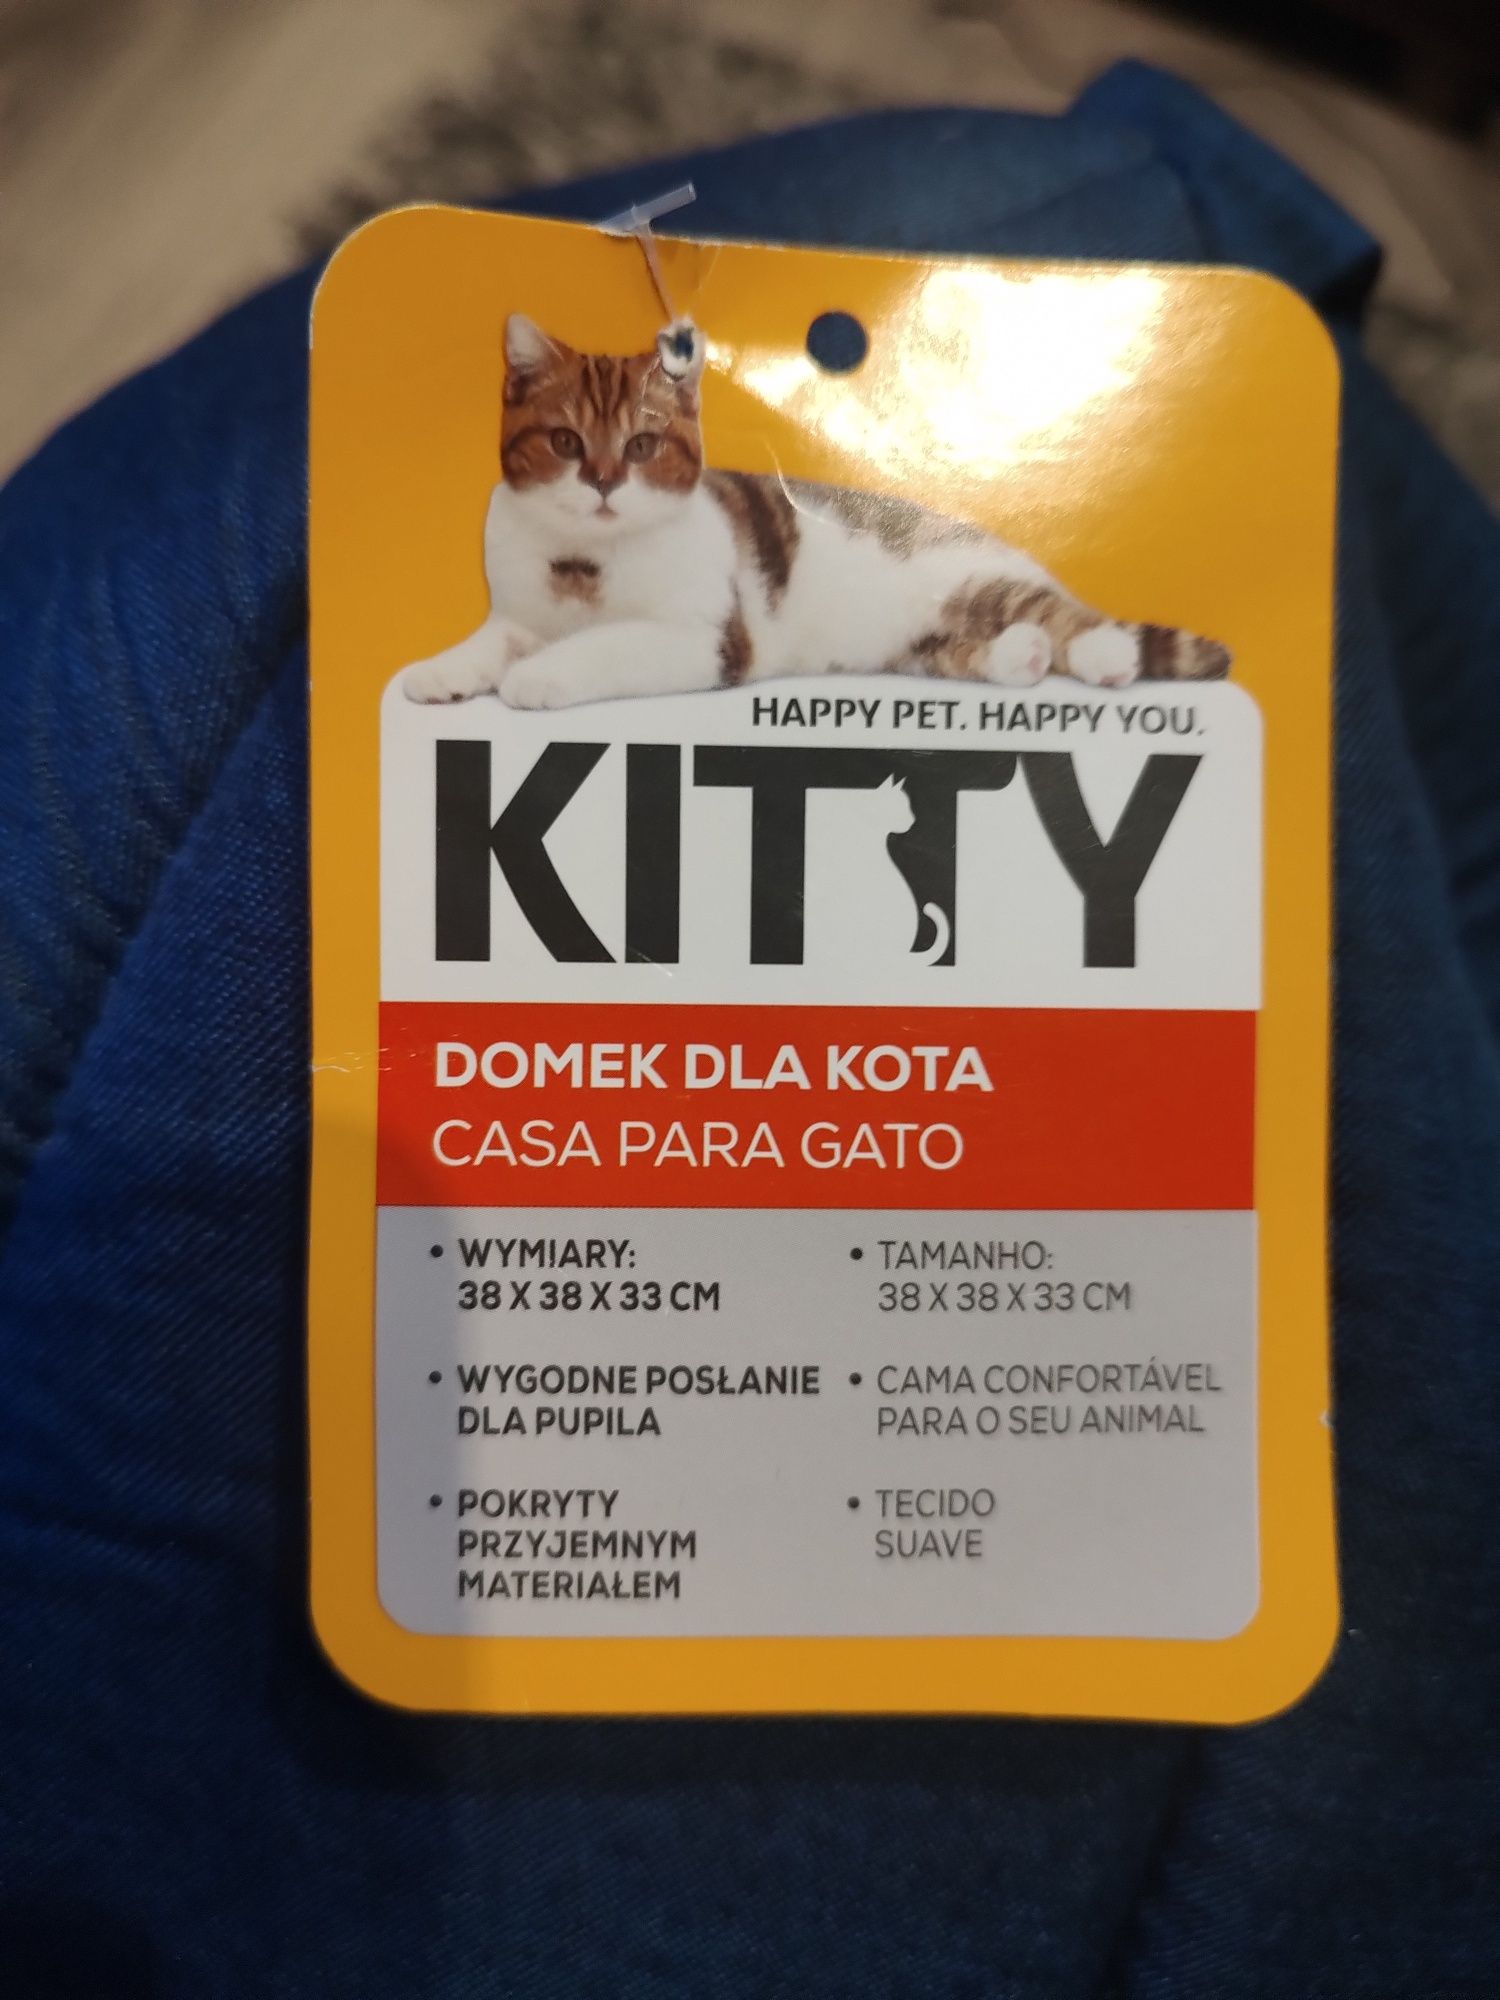 HAPPY PET. HAPPY YOU.
KITTY
DOMEK DLA KOTA
CASA PARA GATO
• WYMIARY:
38 X 38 X 33 CM
• WYGODNE POSŁANIE
DLA PUPILA
• POKRYTY
PRZYJEMNYM
MATERIAŁEM
• TAMANHO:
38 X 38 X 33 CM
• CAMA CONFORTÁVEL
PARA O SEU ANIMAL
• TECIDO
SUAVE